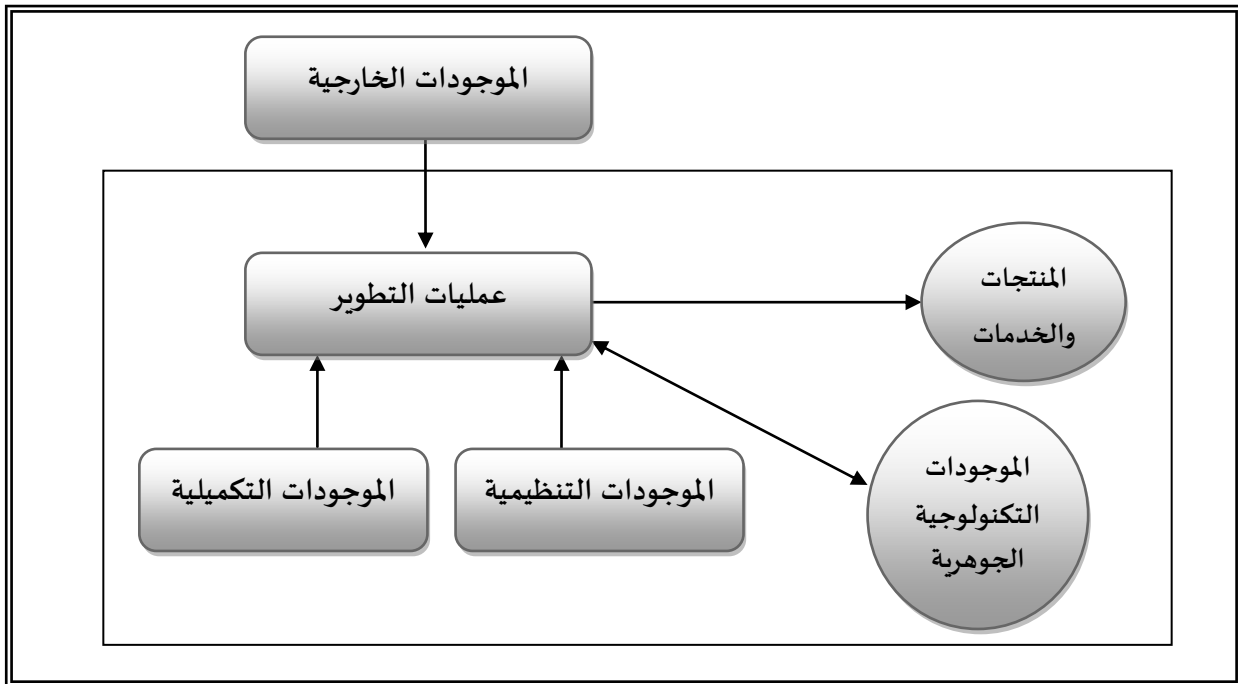 الموجودات الخارجية
عمليات التطوير
المنتجات
والخدمات
الموجودات التكميلية
الموجودات التنظيمية
الموجودات
التكنولوجية
الجوهرية